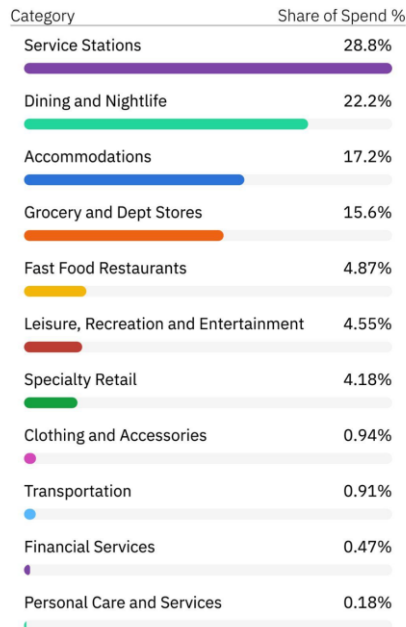 Category Share of Spend %
Service Stations 28.8%
Dining and Nightlife 22.2%
Accommodations 17.2%
Grocery and Dept Stores 15.6%
Fast Food Restaurants 4.87%
Leisure, Recreation and Entertainment 4.55%
Specialty Retail 4.18%
Clothing and Accessories 0.94%
Transportation 0.91%
Financial Services 0.47%
Personal Care and Services 0.18%